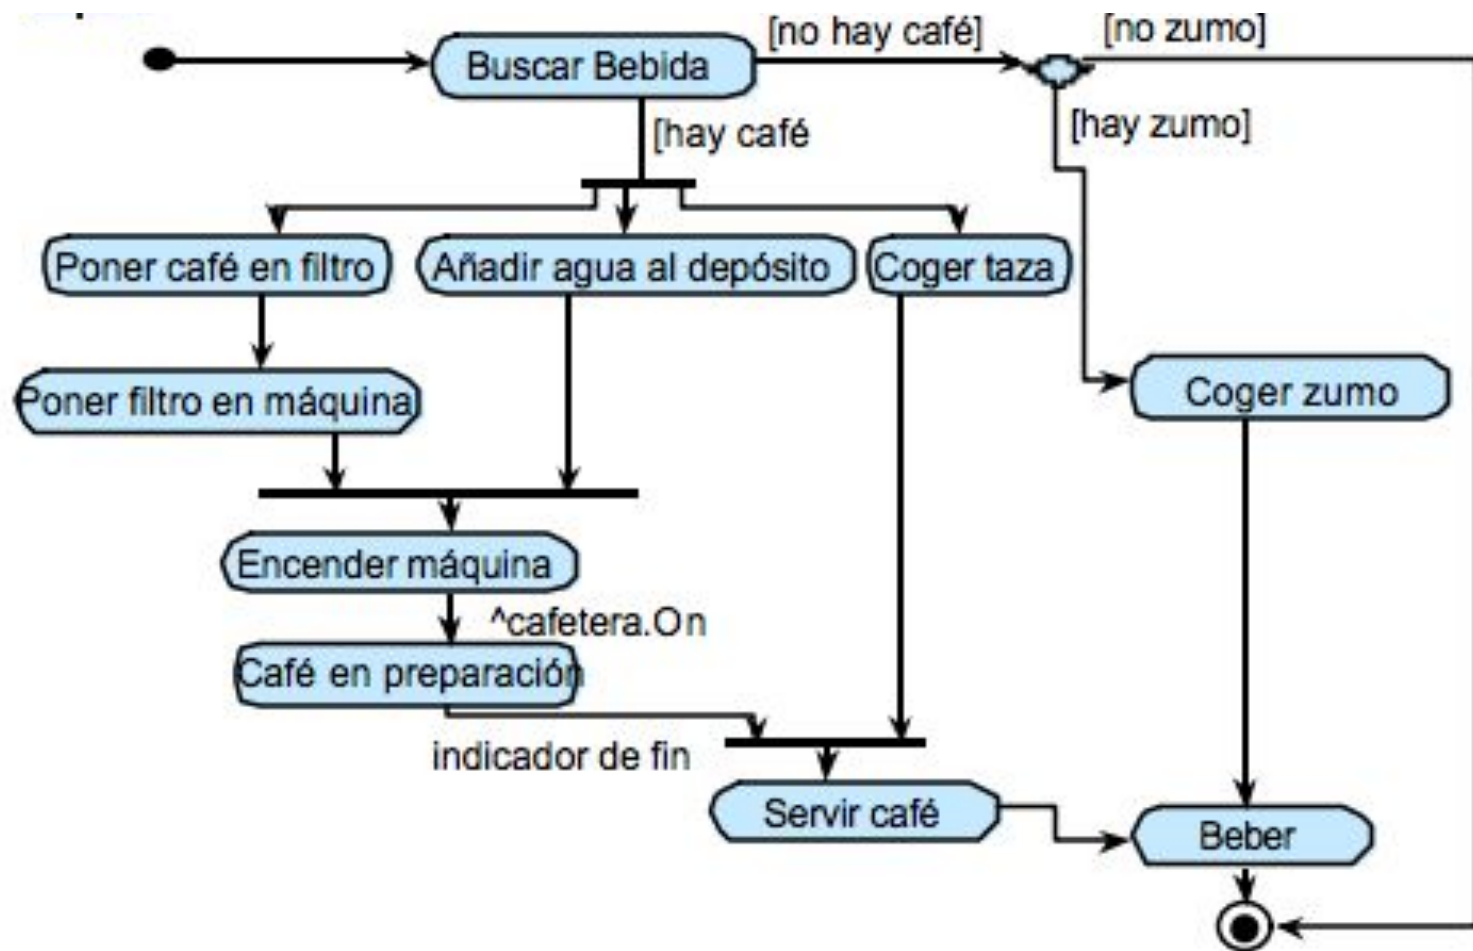 [no hay café]
[no zumo]
Buscar Bebida
[hay café
[hay zumo]
Poner café en filtro
Añadir agua al depósito
Coger taza
Poner filtro en máquina
Coger zumo
Encender máquina
^cafetera.On
Café en preparación
indicador de fin
Servir café
Beber